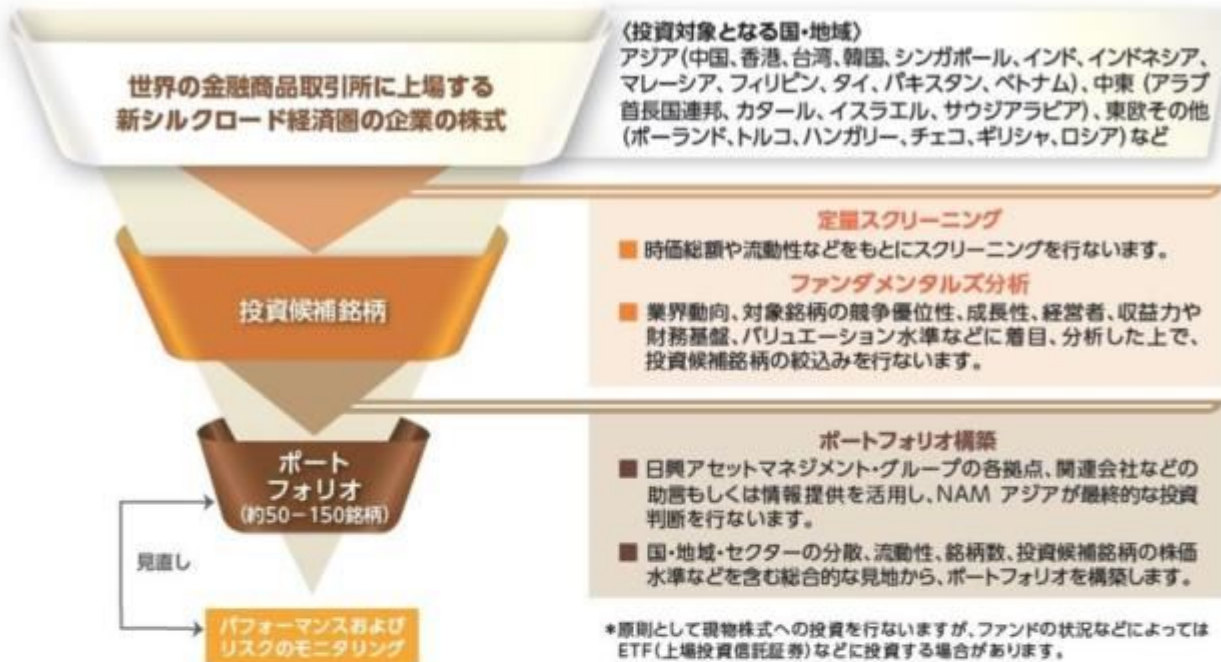 世界の金融商品取引所に上場する
新シルクロード経済圏の企業の株式
〈投資対象となる国・地域〉
アジア(中国、香港、台湾、韓国、シンガポール、インド、インドネシア、
マレーシア、フィリピン、タイ、パキスタン、ベトナム)、中東 (アラブ
首長国連邦、カタール、イスラエル、サウジアラビア)、東欧その他
(ポーランド、トルコ、ハンガリー、チェコ、ギリシャ、ロシア)など
定量スクリーニング
■ 時価総額や流動性などをもとにスクリーニングを行ないます。
ファンダメンタルズ分析
■ 業界動向、対象銘柄の競争優位性、成長性、経営者、収益力や
財務基盤、バリュエーション水準などに着目、分析した上で、
投資候補銘柄の絞込みを行ないます。
投資候補銘柄
ポートフォリオ構築
■ 日興アセットマネジメント・グループの各拠点、関連会社などの
助言もしくは情報提供を活用し、NAM アジアが最終的な投資
判断を行ないます。
■ 国・地域・セクターの分散、流動性、銘柄数、投資候補銘柄の株価
水準などを含む総合的な見地から、ポートフォリオを構築します。
ポート
フォリオ
(約50－150銘柄)
見直し
パフォーマンスおよび
リスクのモニタリング
*原則として現物株式への投資を行ないますが、ファンドの状況などによっては
ETF(上場投資信託証券)などに投資する場合があります。